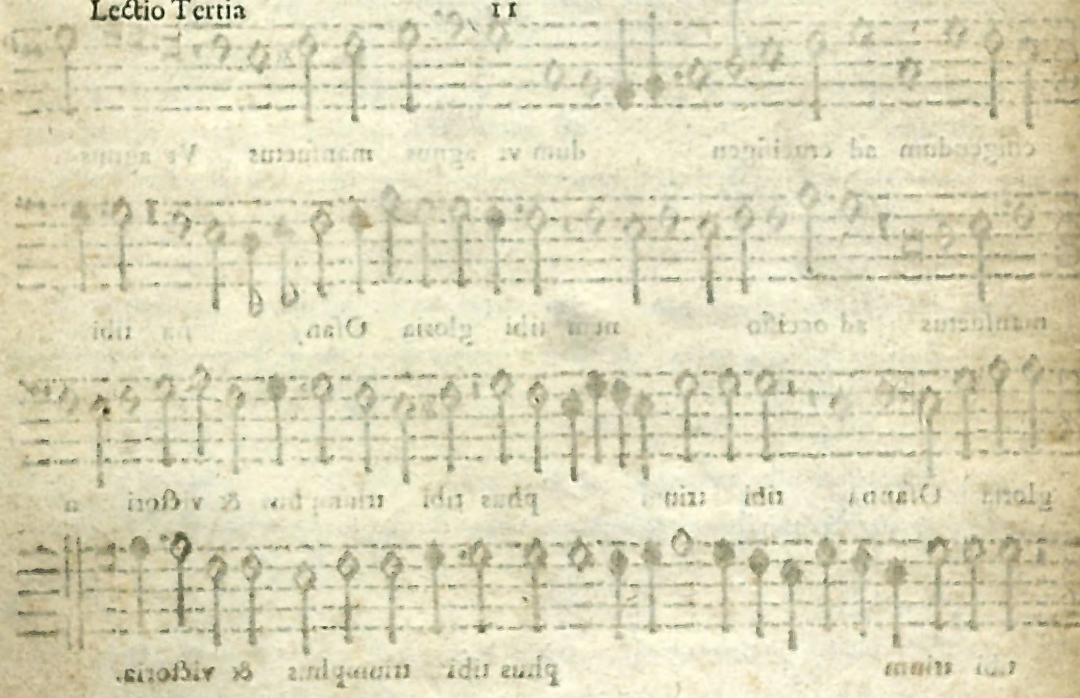 Lectio Tertia 11
cifigendum ad crucifigen dum vt agnus manſuetus Vt agnus
manſuetus ad occiſio nem tibi gloria Oſan, na tibi
gloria Oſanna tibi trium phus tibi triumphus & victori a
tibi trium phus tibi triumphus & victoria.